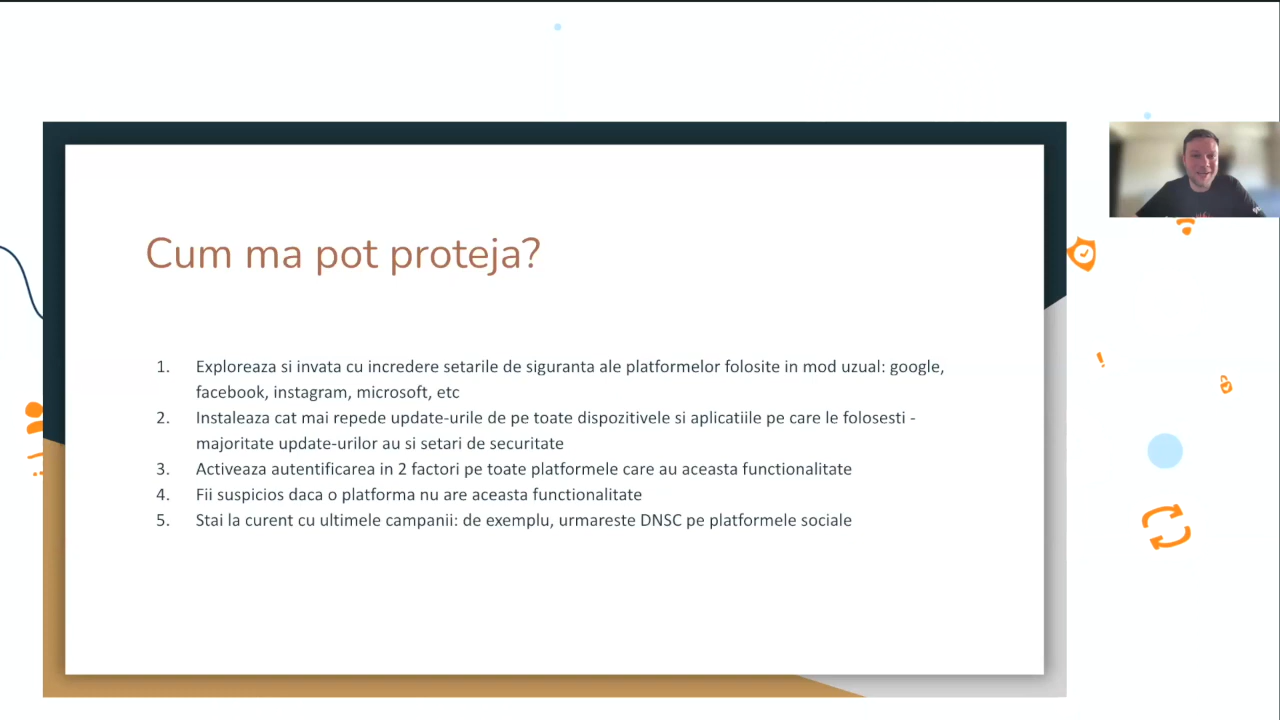 Cum ma pot proteja?
1. Exploreaza si invata cu incredere setarile de siguranta ale platformelor folosite in mod uzual: google,
facebook, instagram, microsoft, etc
2. Instaleaza cat mai repede update-urile de pe toate dispozitivele si aplicatiile pe care le folosesti -
majoritate update-urilor au si setari de securitate
3. Activeaza autentificarea in 2 factori pe toate platformele care au aceasta functionalitate
4. Fii suspicios daca o platforma nu are aceasta functionalitate
5. Stai la curent cu ultimele campanii: de exemplu, urmareste DNSC pe platformele sociale